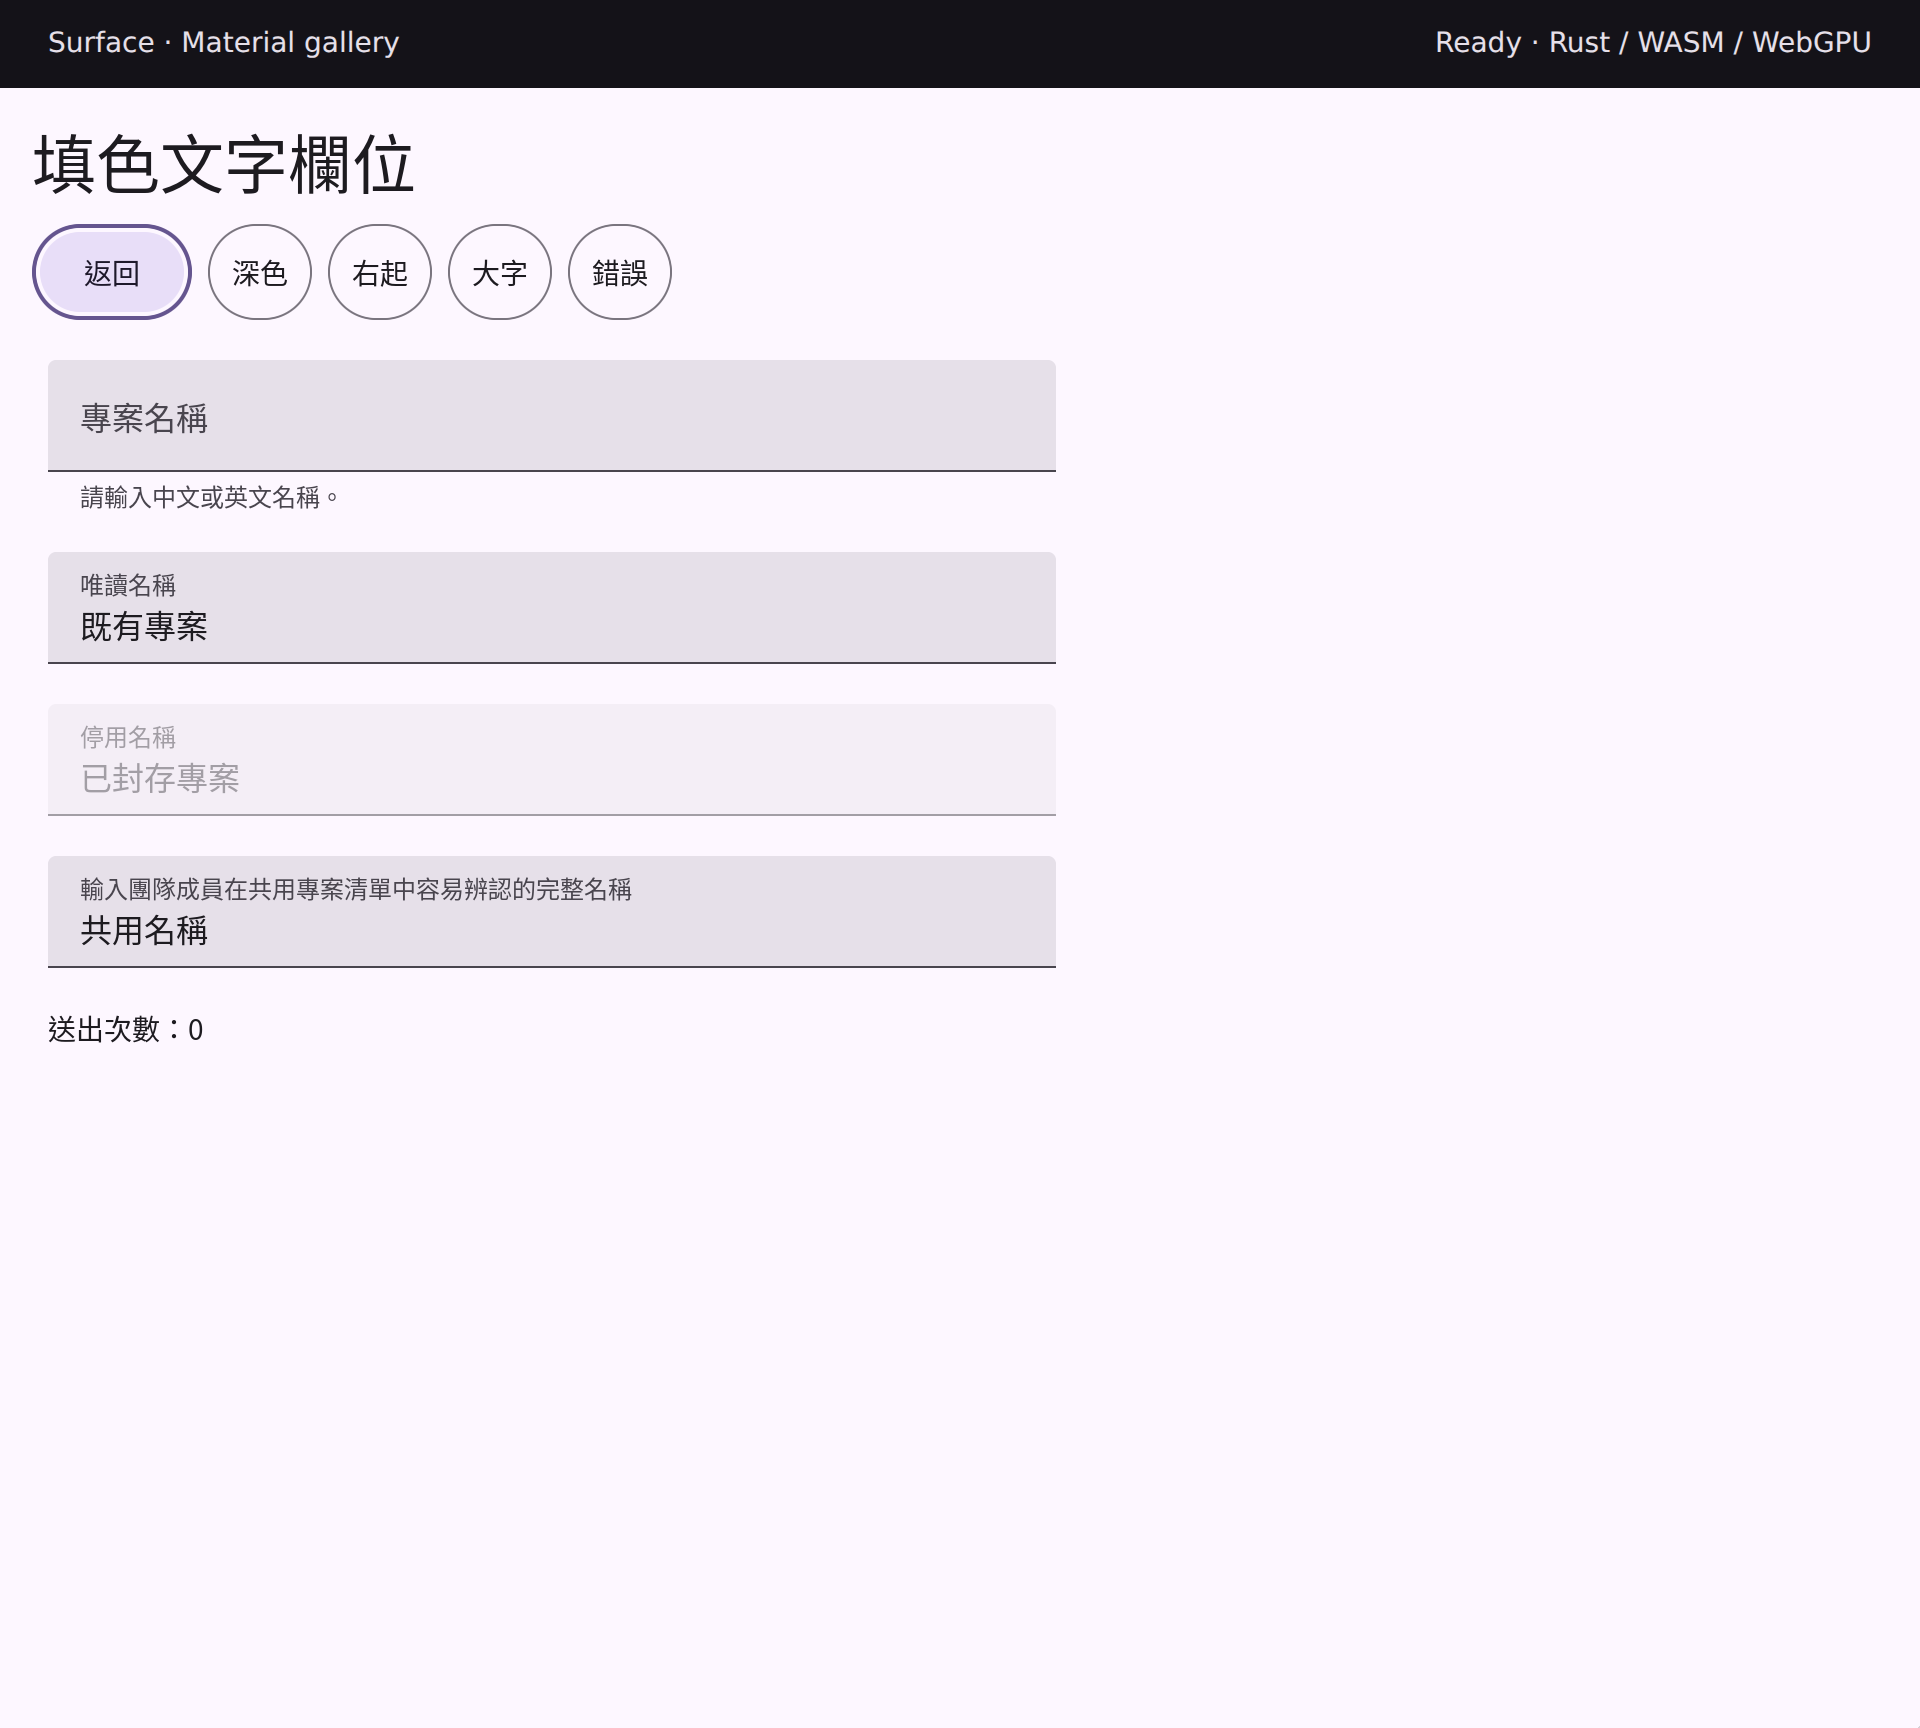 Surface · Material gallery
Ready · Rust / WASM / WebGPU
填色文字欄位
返回
深色
右起
大字
錯誤
專案名稱
請輸入中文或英文名稱。
唯讀名稱
既有專案
停用名稱
已封存專案
輸入團隊成員在共用專案清單中容易辨認的完整名稱
共用名稱
送出次數：0